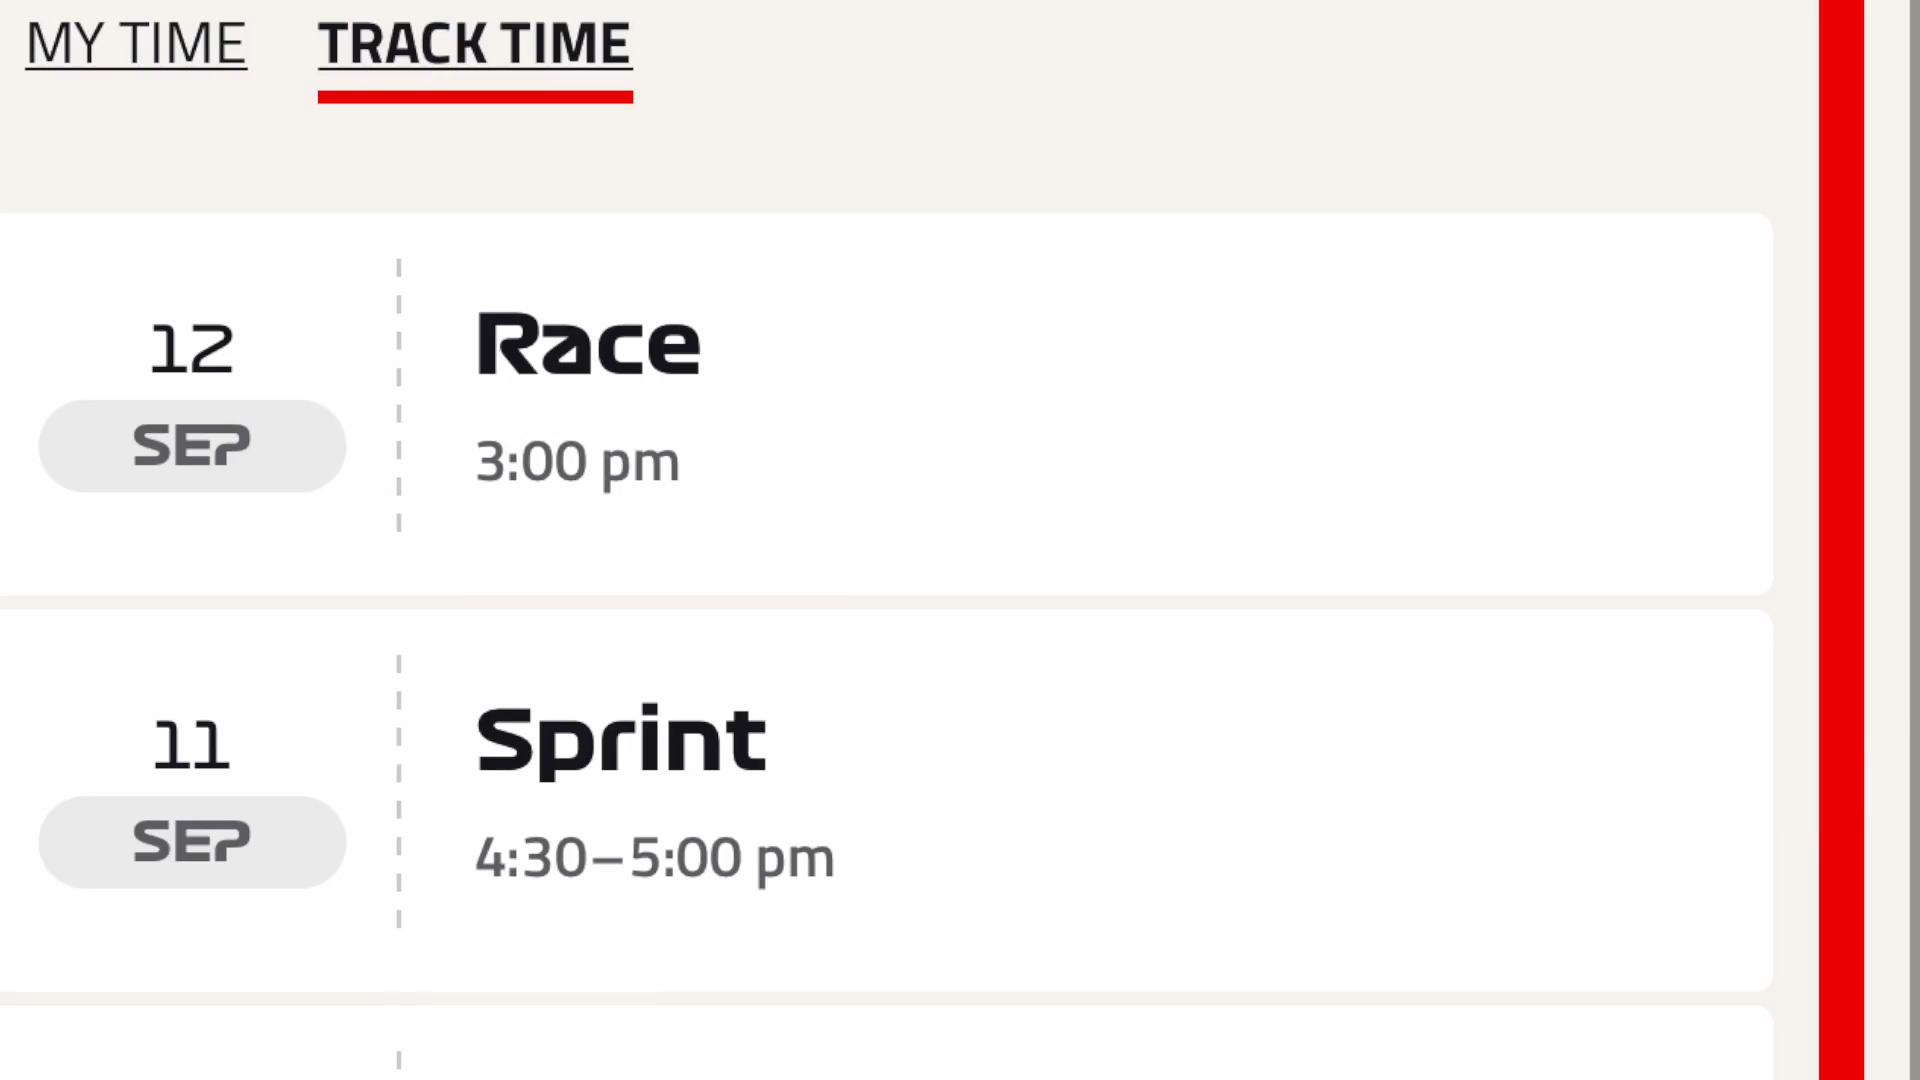 MY TIME TRACK TIME
12
SEP
Race
3:00 pm
11
SEP
Sprint
4:30–5:00 pm